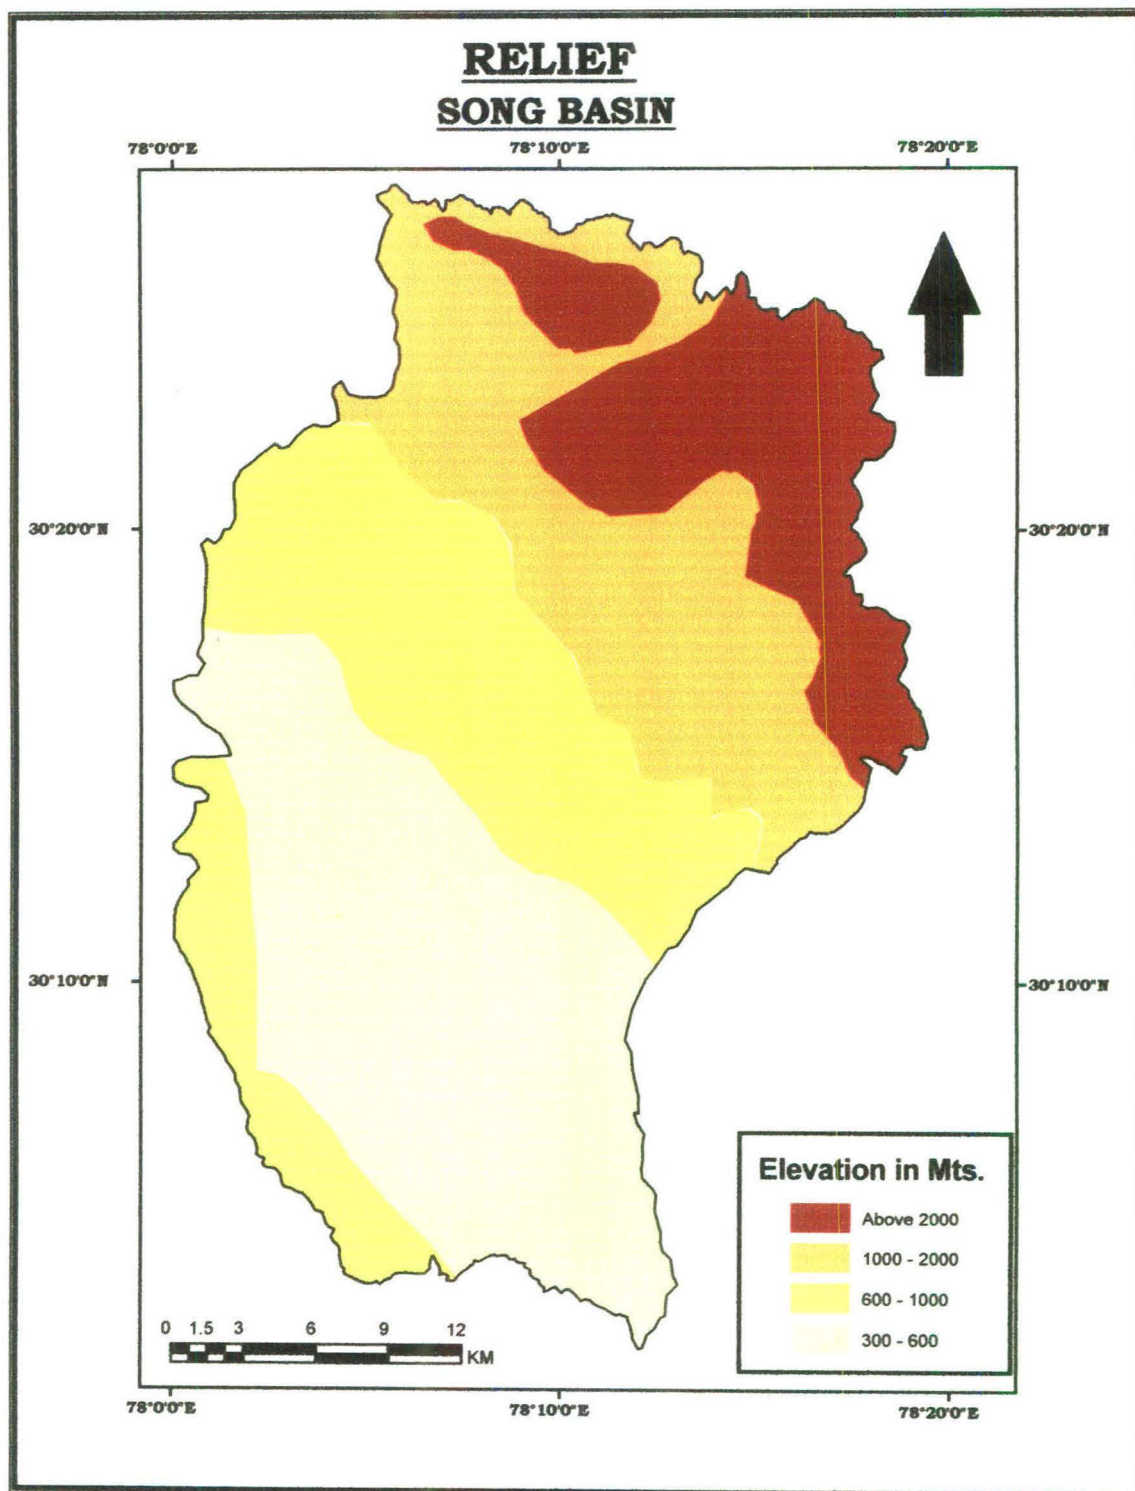 RELIEF
SONG BASIN
78°0'0"E 78°10'0"E 78°20'0"E
30°20'0"N 30°20'0"N
30°10'0"N 30°10'0"N
Elevation in Mts.
Above 2000
1000 - 2000
600 - 1000
300 - 600
0 1.5 3 6 9 12
KM
78°0'0"E 78°10'0"E 78°20'0"E